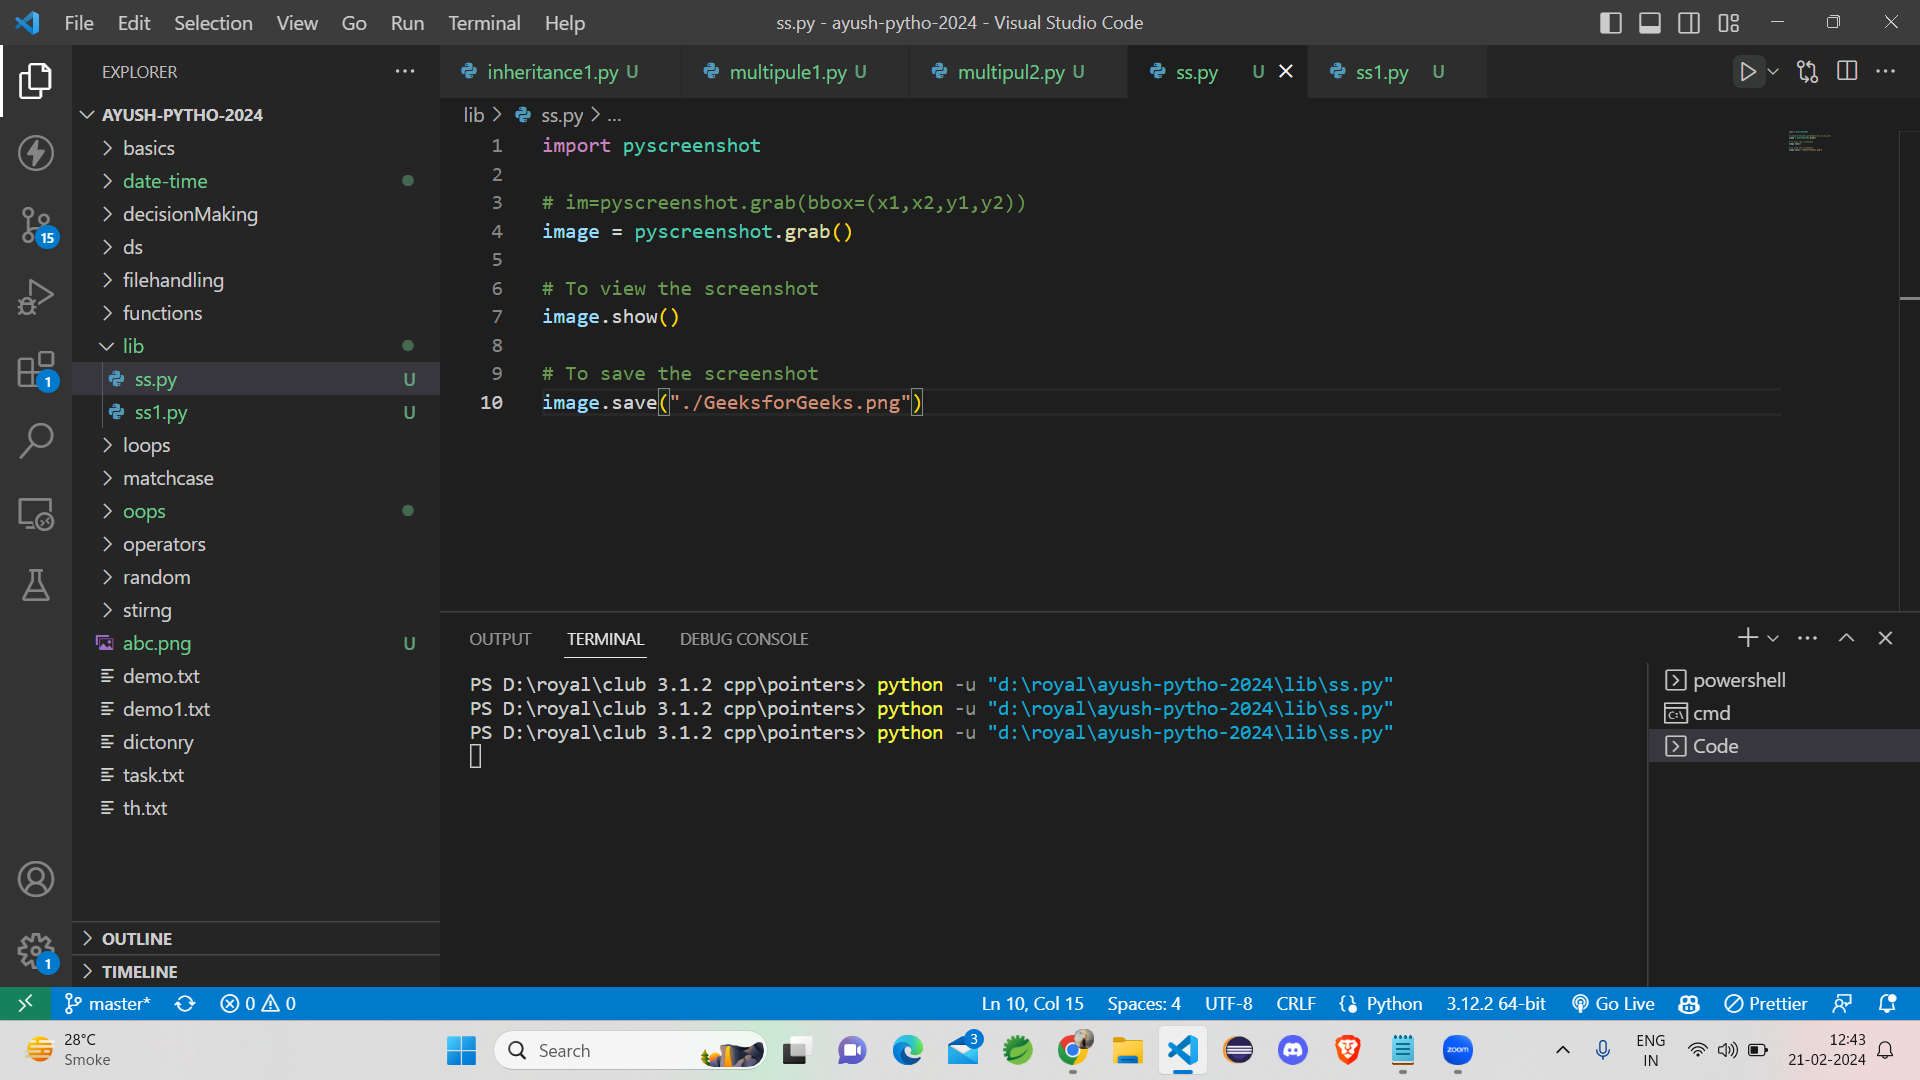 File Edit Selection View Go Run Terminal Help
ss.py - ayush-pytho-2024 - Visual Studio Code
EXPLORER
AYUSH-PYTHO-2024
basics
date-time
decisionMaking
ds
filehandling
functions
lib
ss.py U
ss1.py U
loops
matchcase
oops
operators
random
stirng
abc.png U
demo.txt
demo1.txt
dictonry
task.txt
th.txt
OUTLINE
TIMELINE
15
1
1
inheritance1.py U multipule1.py U multipul2.py U ss.py U ss1.py U
lib > ss.py > ...
1 import pyscreenshot
2
3 # im=pyscreenshot.grab(bbox=(x1,x2,y1,y2))
4 image = pyscreenshot.grab()
5
6 # To view the screenshot
7 image.show()
8
9 # To save the screenshot
10 image.save("./GeeksforGeeks.png")
OUTPUT TERMINAL DEBUG CONSOLE
PS D:\royal\club 3.1.2 cpp\pointers> python -u "d:\royal\ayush-pytho-2024\lib\ss.py"
PS D:\royal\club 3.1.2 cpp\pointers> python -u "d:\royal\ayush-pytho-2024\lib\ss.py"
PS D:\royal\club 3.1.2 cpp\pointers> python -u "d:\royal\ayush-pytho-2024\lib\ss.py"
powershell
cmd
Code
master* 0 0 Ln 10, Col 15 Spaces: 4 UTF-8 CRLF Python 3.12.2 64-bit Go Live Prettier
28°C
Smoke
Search
3
zoom
ENG
IN
12:43
21-02-2024